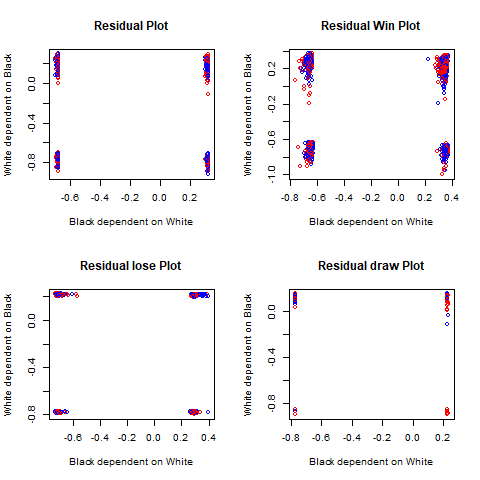 Residual Plot
White dependent on Black
0.0
-0.4
-0.8
-0.6 -0.4 -0.2 0.0 0.2
Black dependent on White
Residual Win Plot
White dependent on Black
0.2
-0.2
-0.6
-1.0
-0.8 -0.6 -0.4 -0.2 0.0 0.2 0.4
Black dependent on White
Residual lose Plot
White dependent on Black
0.0
-0.4
-0.8
-0.6 -0.4 -0.2 0.0 0.2 0.4
Black dependent on White
Residual draw Plot
White dependent on Black
0.0
-0.4
-0.8
-0.8 -0.6 -0.4 -0.2 0.0 0.2
Black dependent on White